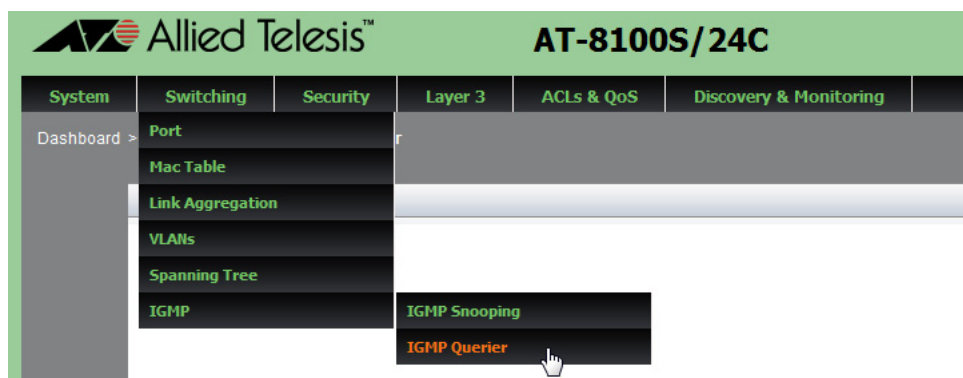 Allied Telesis™ AT-8100S/24C
System Switching Security Layer 3 ACLs & QoS Discovery & Monitoring
Dashboard > Port r
Mac Table
Link Aggregation
VLANs
Spanning Tree
IGMP IGMP Snooping
IGMP Querier